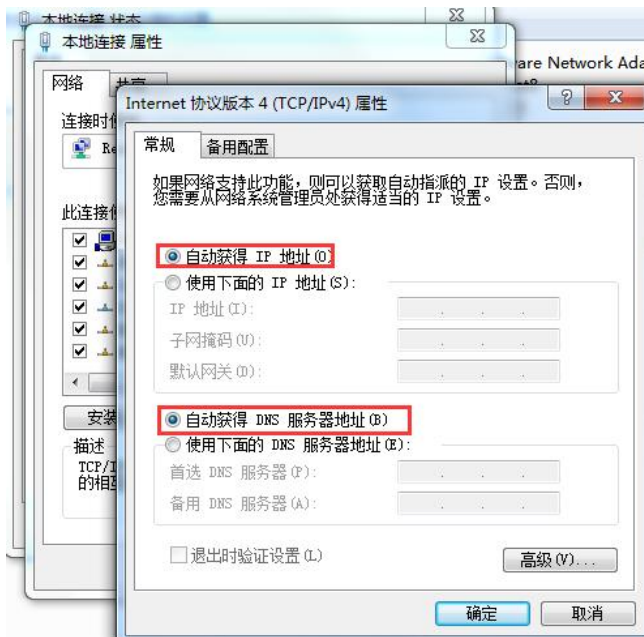 本地连接 状态
本地连接 属性
are Network Ada
网络
Internet 协议版本 4 (TCP/IPv4) 属性
连接时
常规
备用配置
Re
如果网络支持此功能，则可以获取自动指派的 IP 设置。否则，
您需要从网络系统管理员处获得适当的 IP 设置。
此连接
自动获得 IP 地址(O)
使用下面的 IP 地址(S):
IP 地址(I):
子网掩码(U):
默认网关(D):
安装
自动获得 DNS 服务器地址(B)
描述
使用下面的 DNS 服务器地址(E):
TCP/I
首选 DNS 服务器(P):
的相
备用 DNS 服务器(A):
退出时验证设置(L)
高级(V)...
确定
取消